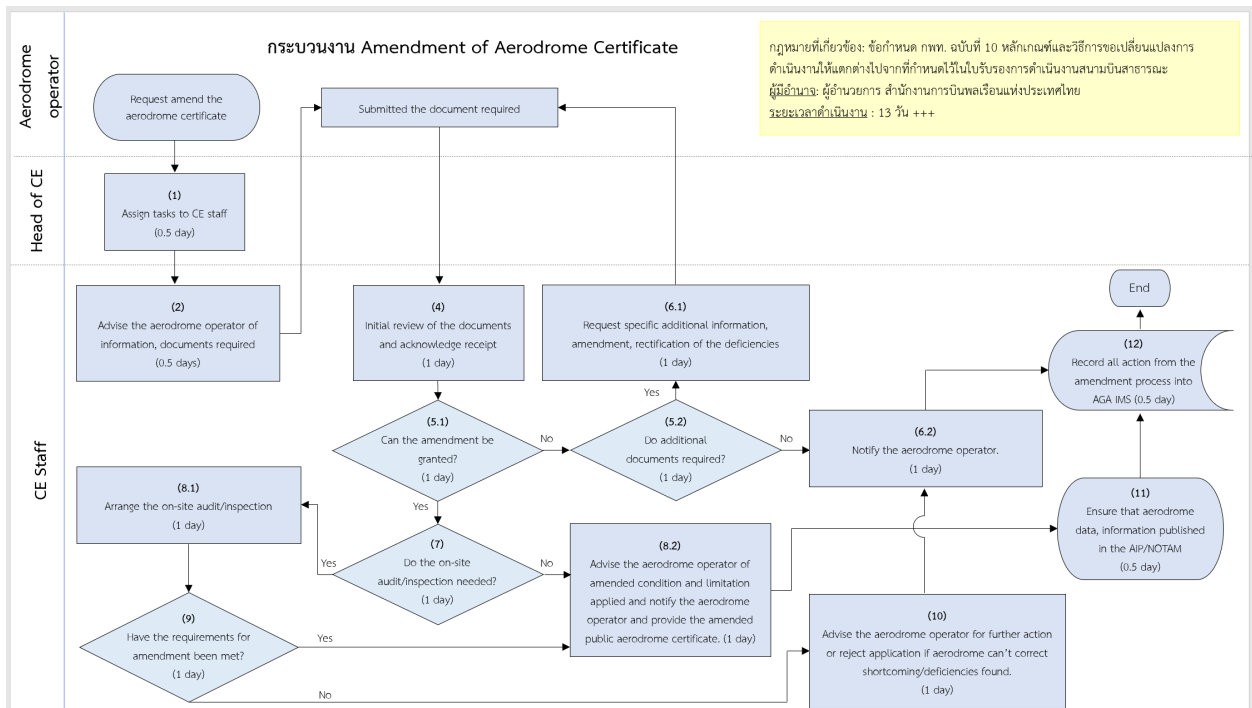 กระบวนงาน Amendment of Aerodrome Certificate
กฎหมายที่เกี่ยวข้อง: ข้อกำหนด กพท. ฉบับที่ 10 หลักเกณฑ์และวิธีการขอเปลี่ยนแปลงการ
ดำเนินงานให้แตกต่างไปจากที่กำหนดไว้ในใบรับรองการดำเนินงานสนามบินสาธารณะ
ผู้มีอำนาจ: ผู้อำนวยการ สำนักงานการบินพลเรือนแห่งประเทศไทย
ระยะเวลาดำเนินงาน : 13 วัน +++
Aerodrome
operator
Request amend the
aerodrome certificate
Submitted the document required
Head of CE
(1)
Assign tasks to CE staff
(0.5 day)
CE Staff
(2)
Advise the aerodrome operator of
information, documents required
(0.5 days)
(4)
Initial review of the documents
and acknowledge receipt
(1 day)
(6.1)
Request specific additional information,
amendment, rectification of the deficiencies
(1 day)
End
(12)
Record all action from the
amendment process into
AGA IMS (0.5 day)
Yes
(5.1)
Can the amendment be
granted?
(1 day)
No
(5.2)
Do additional
documents required?
(1 day)
No
(6.2)
Notify the aerodrome operator.
(1 day)
Yes
(8.1)
Arrange the on-site audit/inspection
(1 day)
Yes
(7)
Do the on-site
audit/inspection needed?
(1 day)
No
(8.2)
Advise the aerodrome operator of
amended condition and limitation
applied and notify the aerodrome
operator and provide the amended
public aerodrome certificate. (1 day)
(11)
Ensure that aerodrome
data, information published
in the AIP/NOTAM
(0.5 day)
(9)
Have the requirements for
amendment been met?
(1 day)
Yes
No
(10)
Advise the aerodrome operator for further action
or reject application if aerodrome can't correct
shortcoming/deficiencies found.
(1 day)